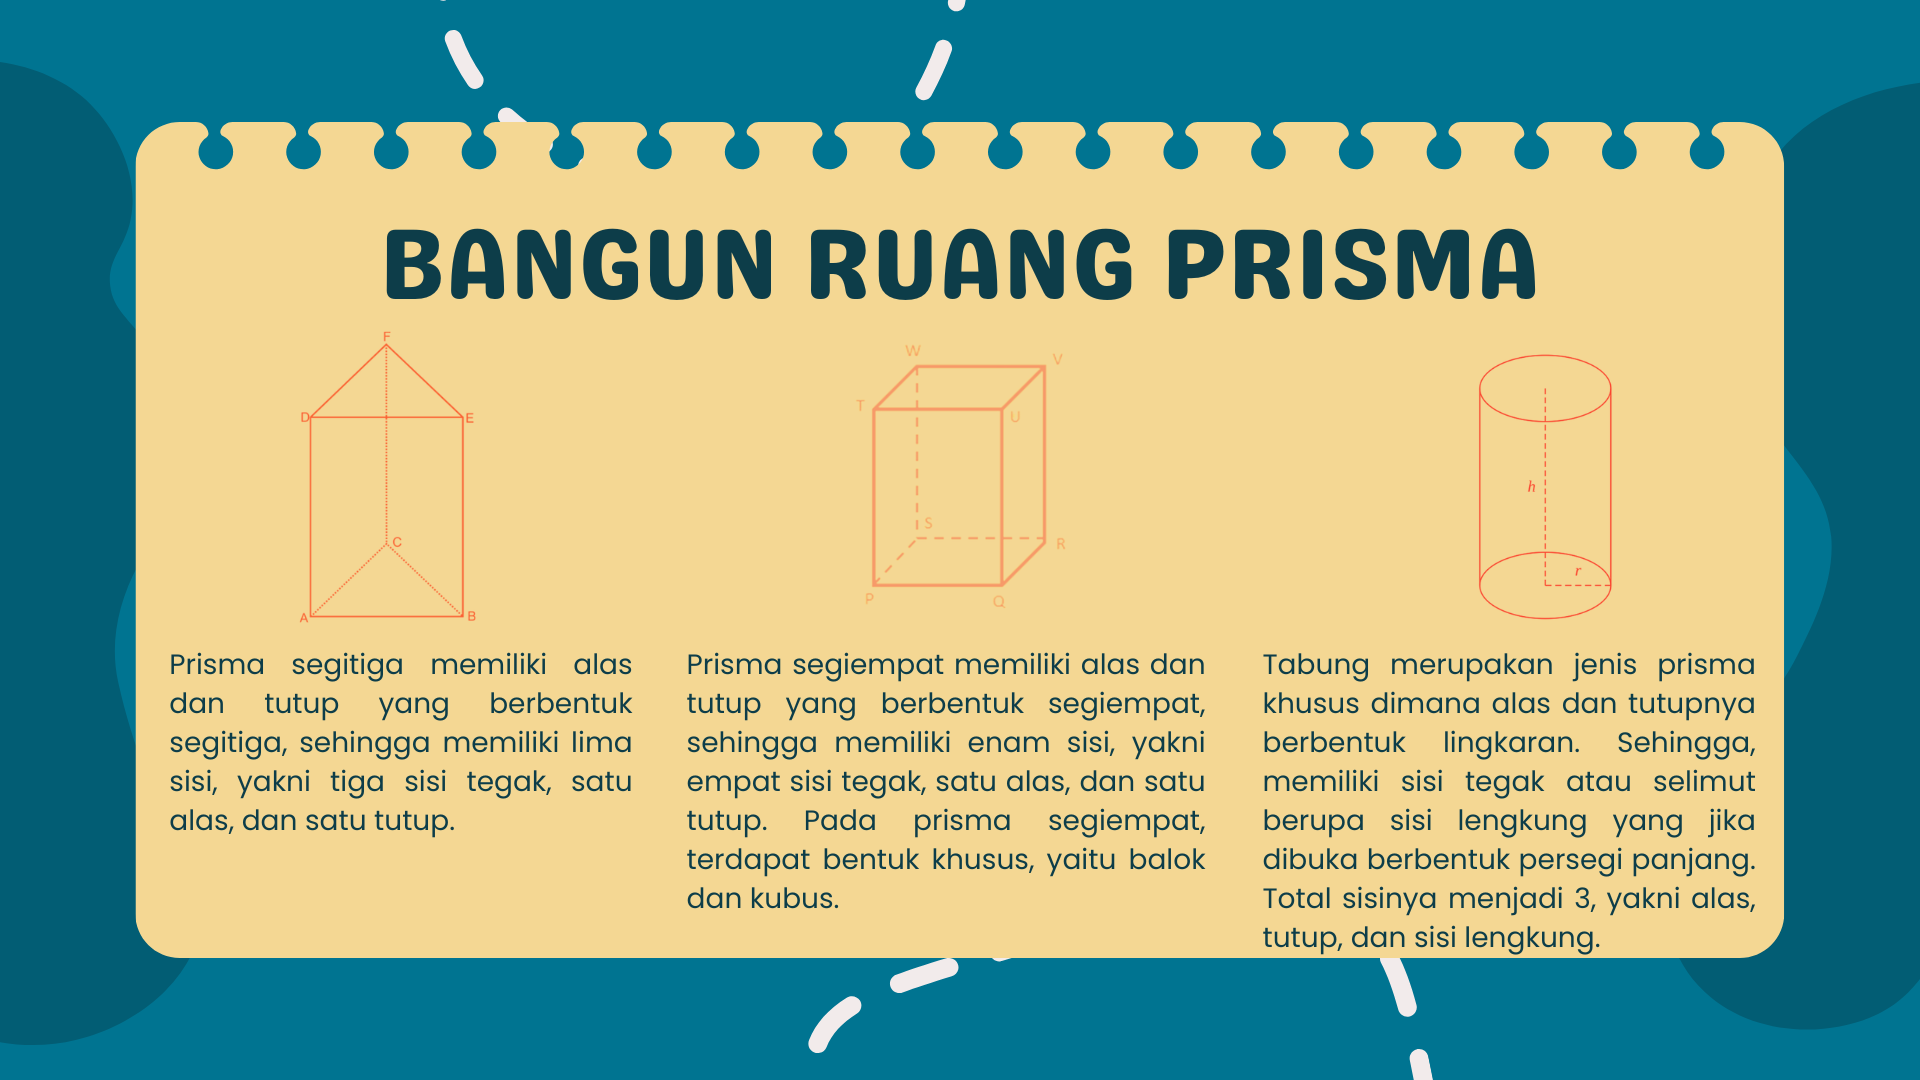 BANGUN RUANG PRISMA
F
D
E
C
A
B
W
V
T
U
S
R
P
Q
h
r
Prisma segitiga memiliki alas
dan tutup yang berbentuk
segitiga, sehingga memiliki lima
sisi, yakni tiga sisi tegak, satu
alas, dan satu tutup.
Prisma segiempat memiliki alas dan
tutup yang berbentuk segiempat,
sehingga memiliki enam sisi, yakni
empat sisi tegak, satu alas, dan satu
tutup. Pada prisma segiempat,
terdapat bentuk khusus, yaitu balok
dan kubus.
Tabung merupakan jenis prisma
khusus dimana alas dan tutupnya
berbentuk lingkaran. Sehingga,
memiliki sisi tegak atau selimut
berupa sisi lengkung yang jika
dibuka berbentuk persegi panjang.
Total sisinya menjadi 3, yakni alas,
tutup, dan sisi lengkung.